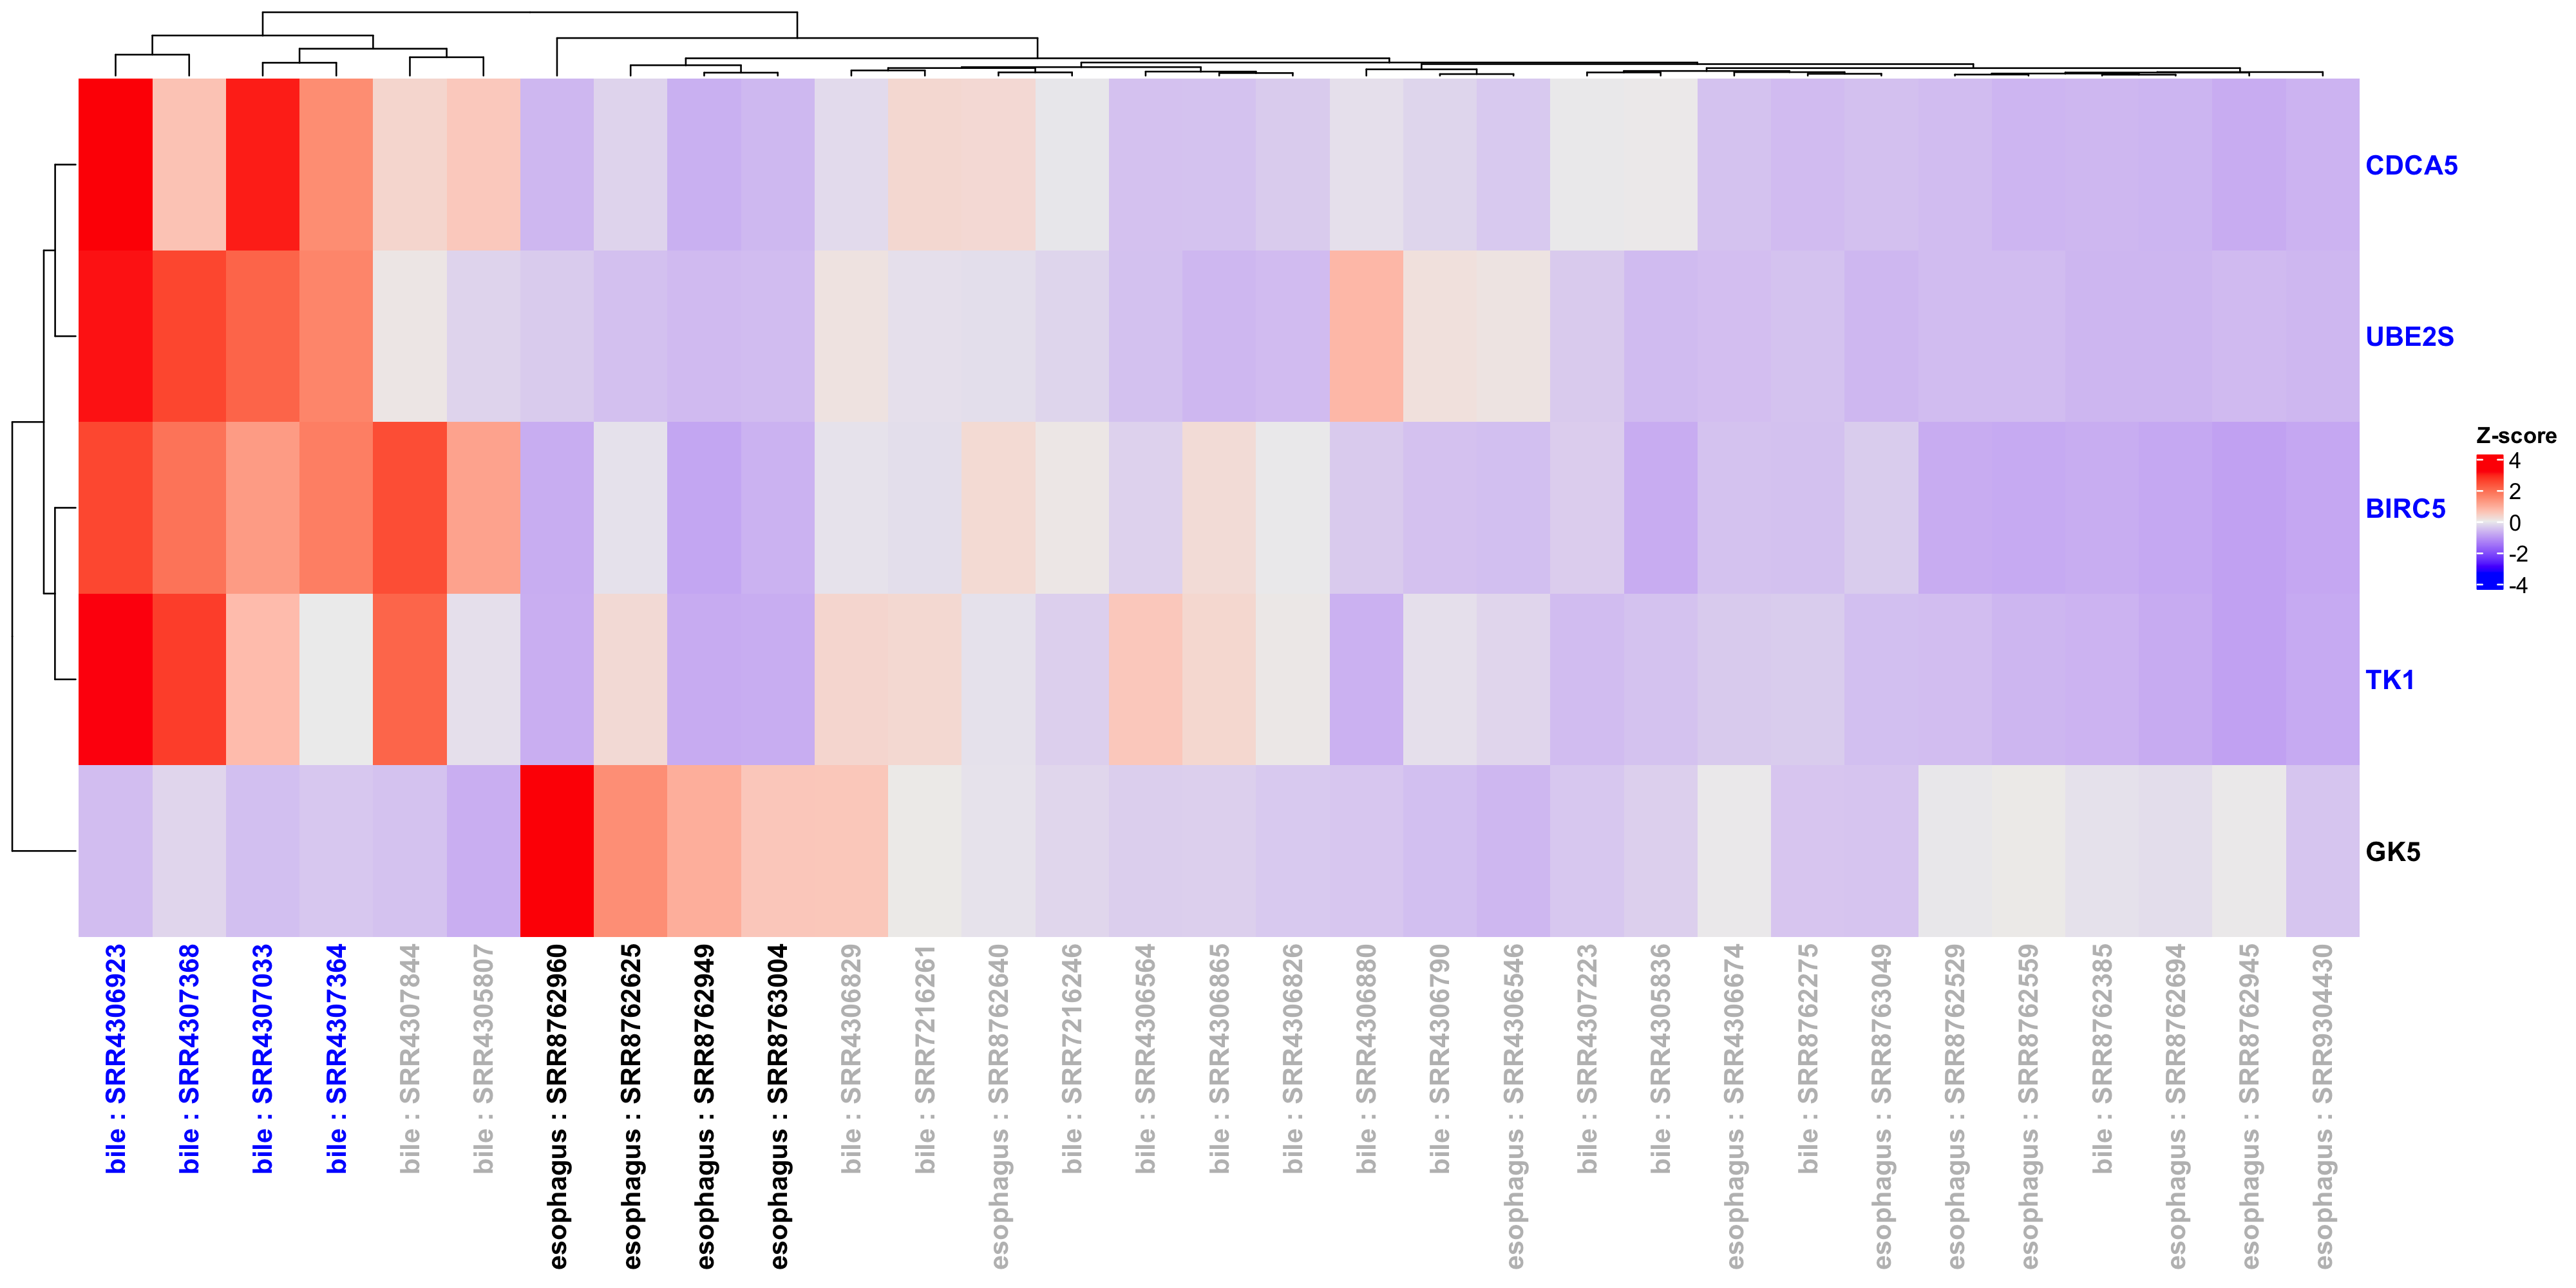 CDCA5
UBE2S
BIRC5
TK1
GK5
Z-score
4
2
0
-2
-4
bile : SRR4306923
bile : SRR4307368
bile : SRR4307033
bile : SRR4307364
bile : SRR4307844
bile : SRR4305807
esophagus : SRR8762960
esophagus : SRR8762625
esophagus : SRR8762949
esophagus : SRR8763004
bile : SRR4306829
bile : SRR7216261
esophagus : SRR8762640
bile : SRR7216246
bile : SRR4306564
bile : SRR4306865
bile : SRR4306826
bile : SRR4306880
bile : SRR4306790
esophagus : SRR4306546
bile : SRR4307223
bile : SRR4305836
esophagus : SRR4306674
bile : SRR8762275
esophagus : SRR8763049
esophagus : SRR8762529
esophagus : SRR8762559
bile : SRR8762385
esophagus : SRR8762694
esophagus : SRR8762945
esophagus : SRR9304430